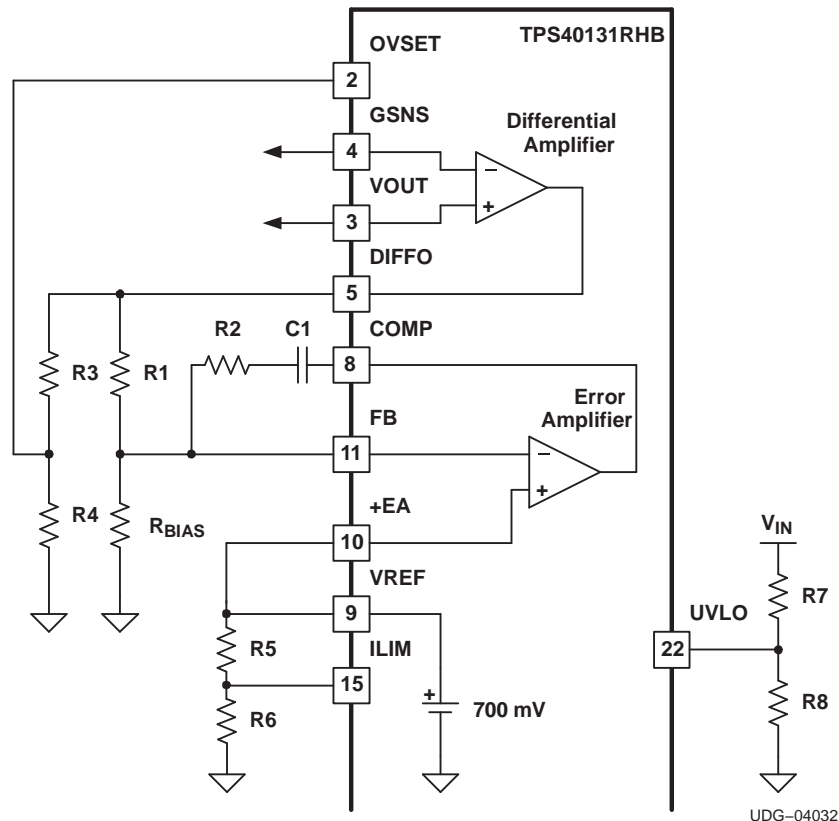 TPS40131RHB
OVSET
2
GSNS
Differential
Amplifier
4
−
VOUT
3
+
DIFFO
5
R2
C1
COMP
8
R3
R1
Error
Amplifier
FB
11
−
+EA
+
R4
RBIAS
10
VIN
VREF
R7
9
UVLO
R5
ILIM
22
15
+
700 mV
R8
R6
UDG–04032